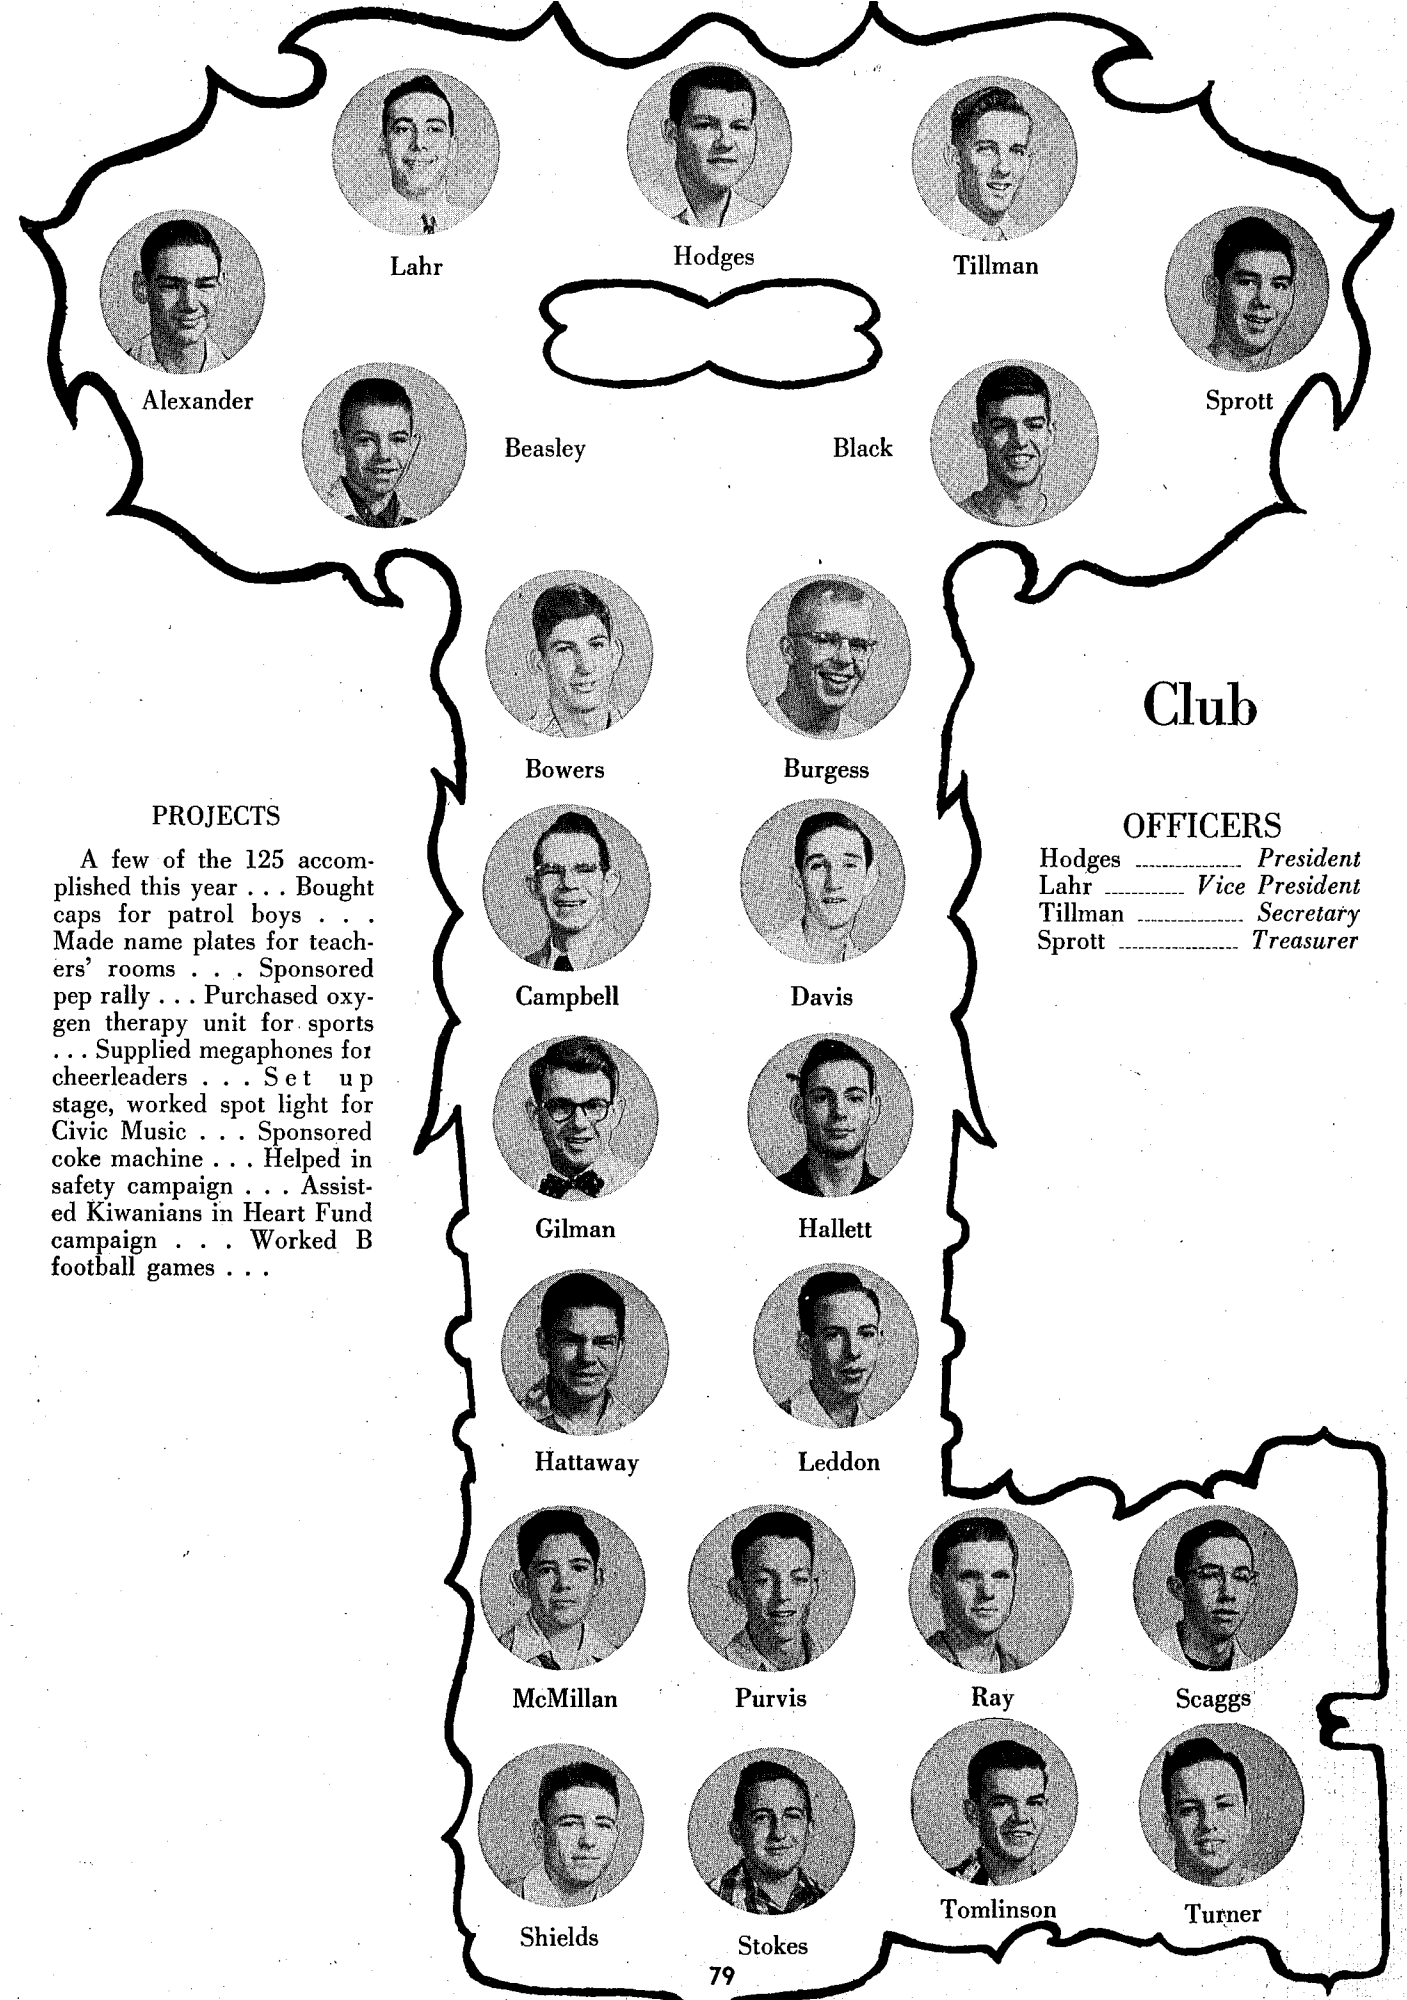 Lahr
Hodges
Tillman
Alexander
Sprott
Beasley
Black
Bowers
Burgess
Club
PROJECTS
A few of the 125 accom-
plished this year . . . Bought
caps for patrol boys . . .
Made name plates for teach-
ers' rooms . . . Sponsored
pep rally . . . Purchased oxy-
gen therapy unit for sports
. . . Supplied megaphones for
cheerleaders . . . Set up
stage, worked spot light for
Civic Music . . . Sponsored
coke machine . . . Helped in
safety campaign . . . Assist-
ed Kiwanians in Heart Fund
campaign . . . Worked B
football games . . .
OFFICERS
Hodges ................ President
Lahr ............ Vice President
Tillman ................ Secretary
Sprott .................. Treasurer
Campbell
Davis
Gilman
Hallett
Hattaway
Leddon
McMillan
Purvis
Ray
Scaggs
Shields
Stokes
Tomlinson
Turner
79